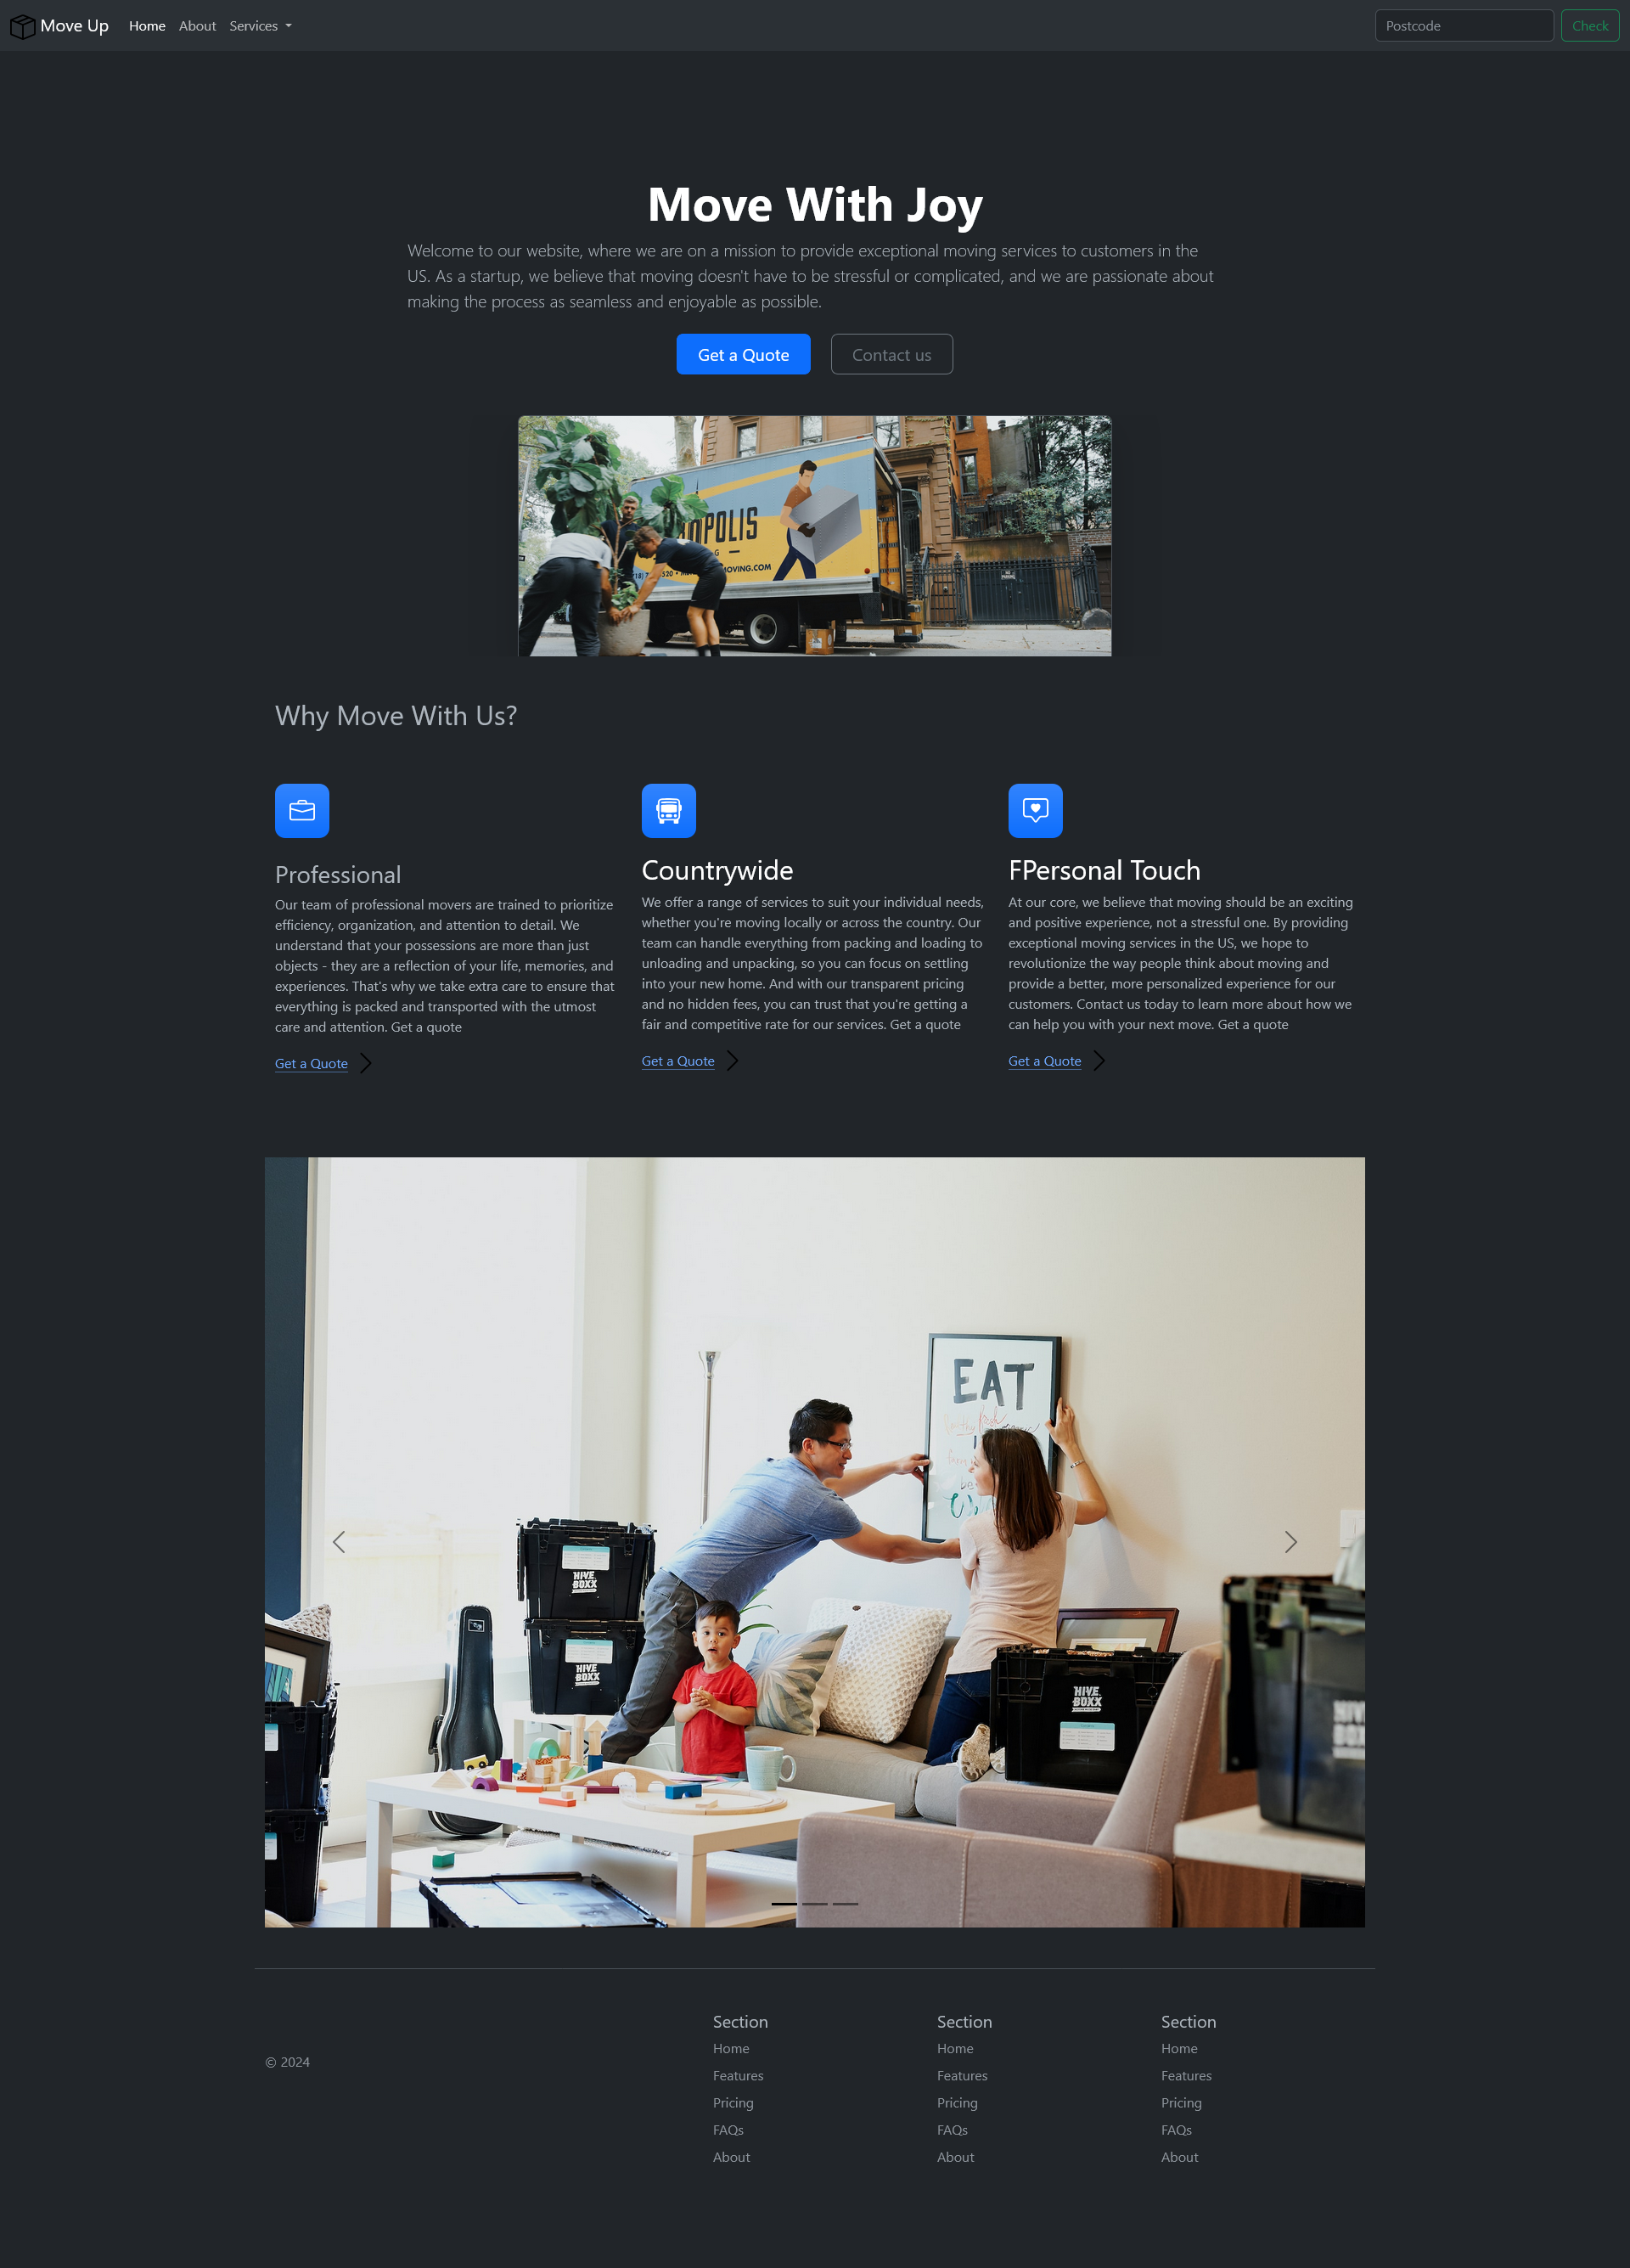 Move Up Home About Services Postcode Check
Move With Joy
Welcome to our website, where we are on a mission to provide exceptional moving services to customers in the
US. As a startup, we believe that moving doesn't have to be stressful or complicated, and we are passionate about
making the process as seamless and enjoyable as possible.
Get a Quote Contact us
MPOLIS
MOVING.COM
Why Move With Us?
Professional
Our team of professional movers are trained to prioritize
efficiency, organization, and attention to detail. We
understand that your possessions are more than just
objects - they are a reflection of your life, memories, and
experiences. That's why we take extra care to ensure that
everything is packed and transported with the utmost
care and attention. Get a quote
Get a Quote
Countrywide
We offer a range of services to suit your individual needs,
whether you're moving locally or across the country. Our
team can handle everything from packing and loading to
unloading and unpacking, so you can focus on settling
into your new home. And with our transparent pricing
and no hidden fees, you can trust that you're getting a
fair and competitive rate for our services. Get a quote
Get a Quote
FPersonal Touch
At our core, we believe that moving should be an exciting
and positive experience, not a stressful one. By providing
exceptional moving services in the US, we hope to
revolutionize the way people think about moving and
provide a better, more personalized experience for our
customers. Contact us today to learn more about how we
can help you with your next move. Get a quote
Get a Quote
EAT
HIVE
BOXX
HIVE
BOXX
HIVE
BOXX
© 2024
Section
Home
Features
Pricing
FAQs
About
Section
Home
Features
Pricing
FAQs
About
Section
Home
Features
Pricing
FAQs
About